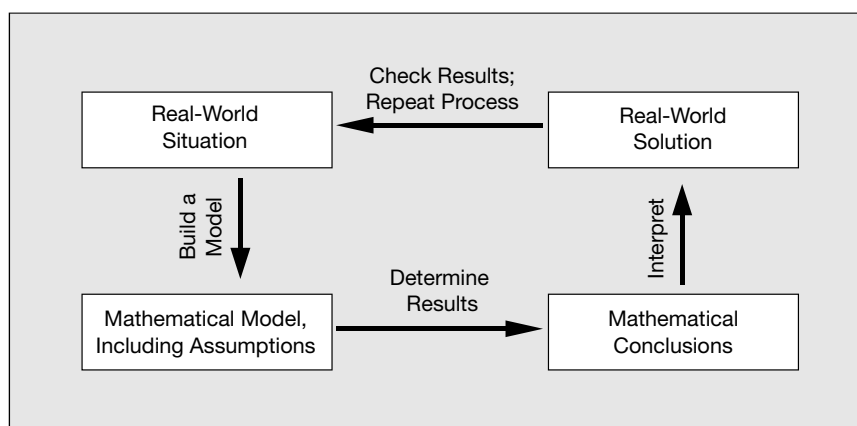 Check Results;
Repeat Process
Real-World
Situation
Real-World
Solution
Build a
Model
Interpret
Determine
Results
Mathematical Model,
Including Assumptions
Mathematical
Conclusions